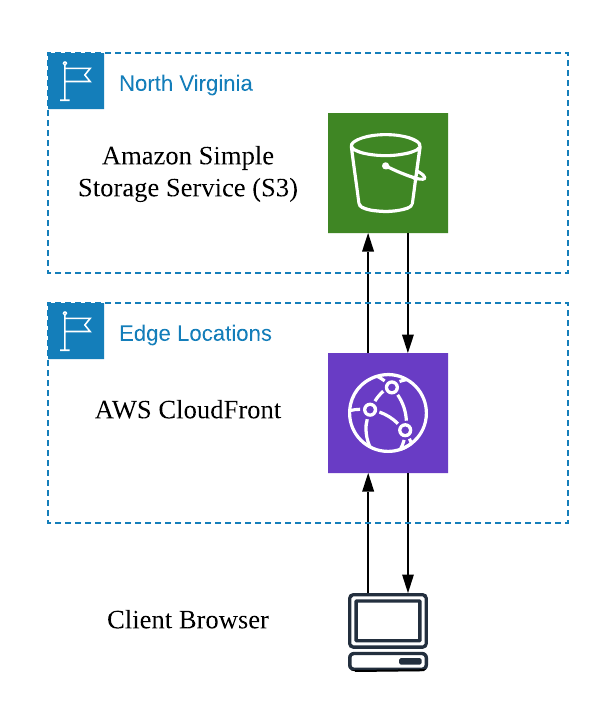 North Virginia
Amazon Simple
Storage Service (S3)
Edge Locations
AWS CloudFront
Client Browser